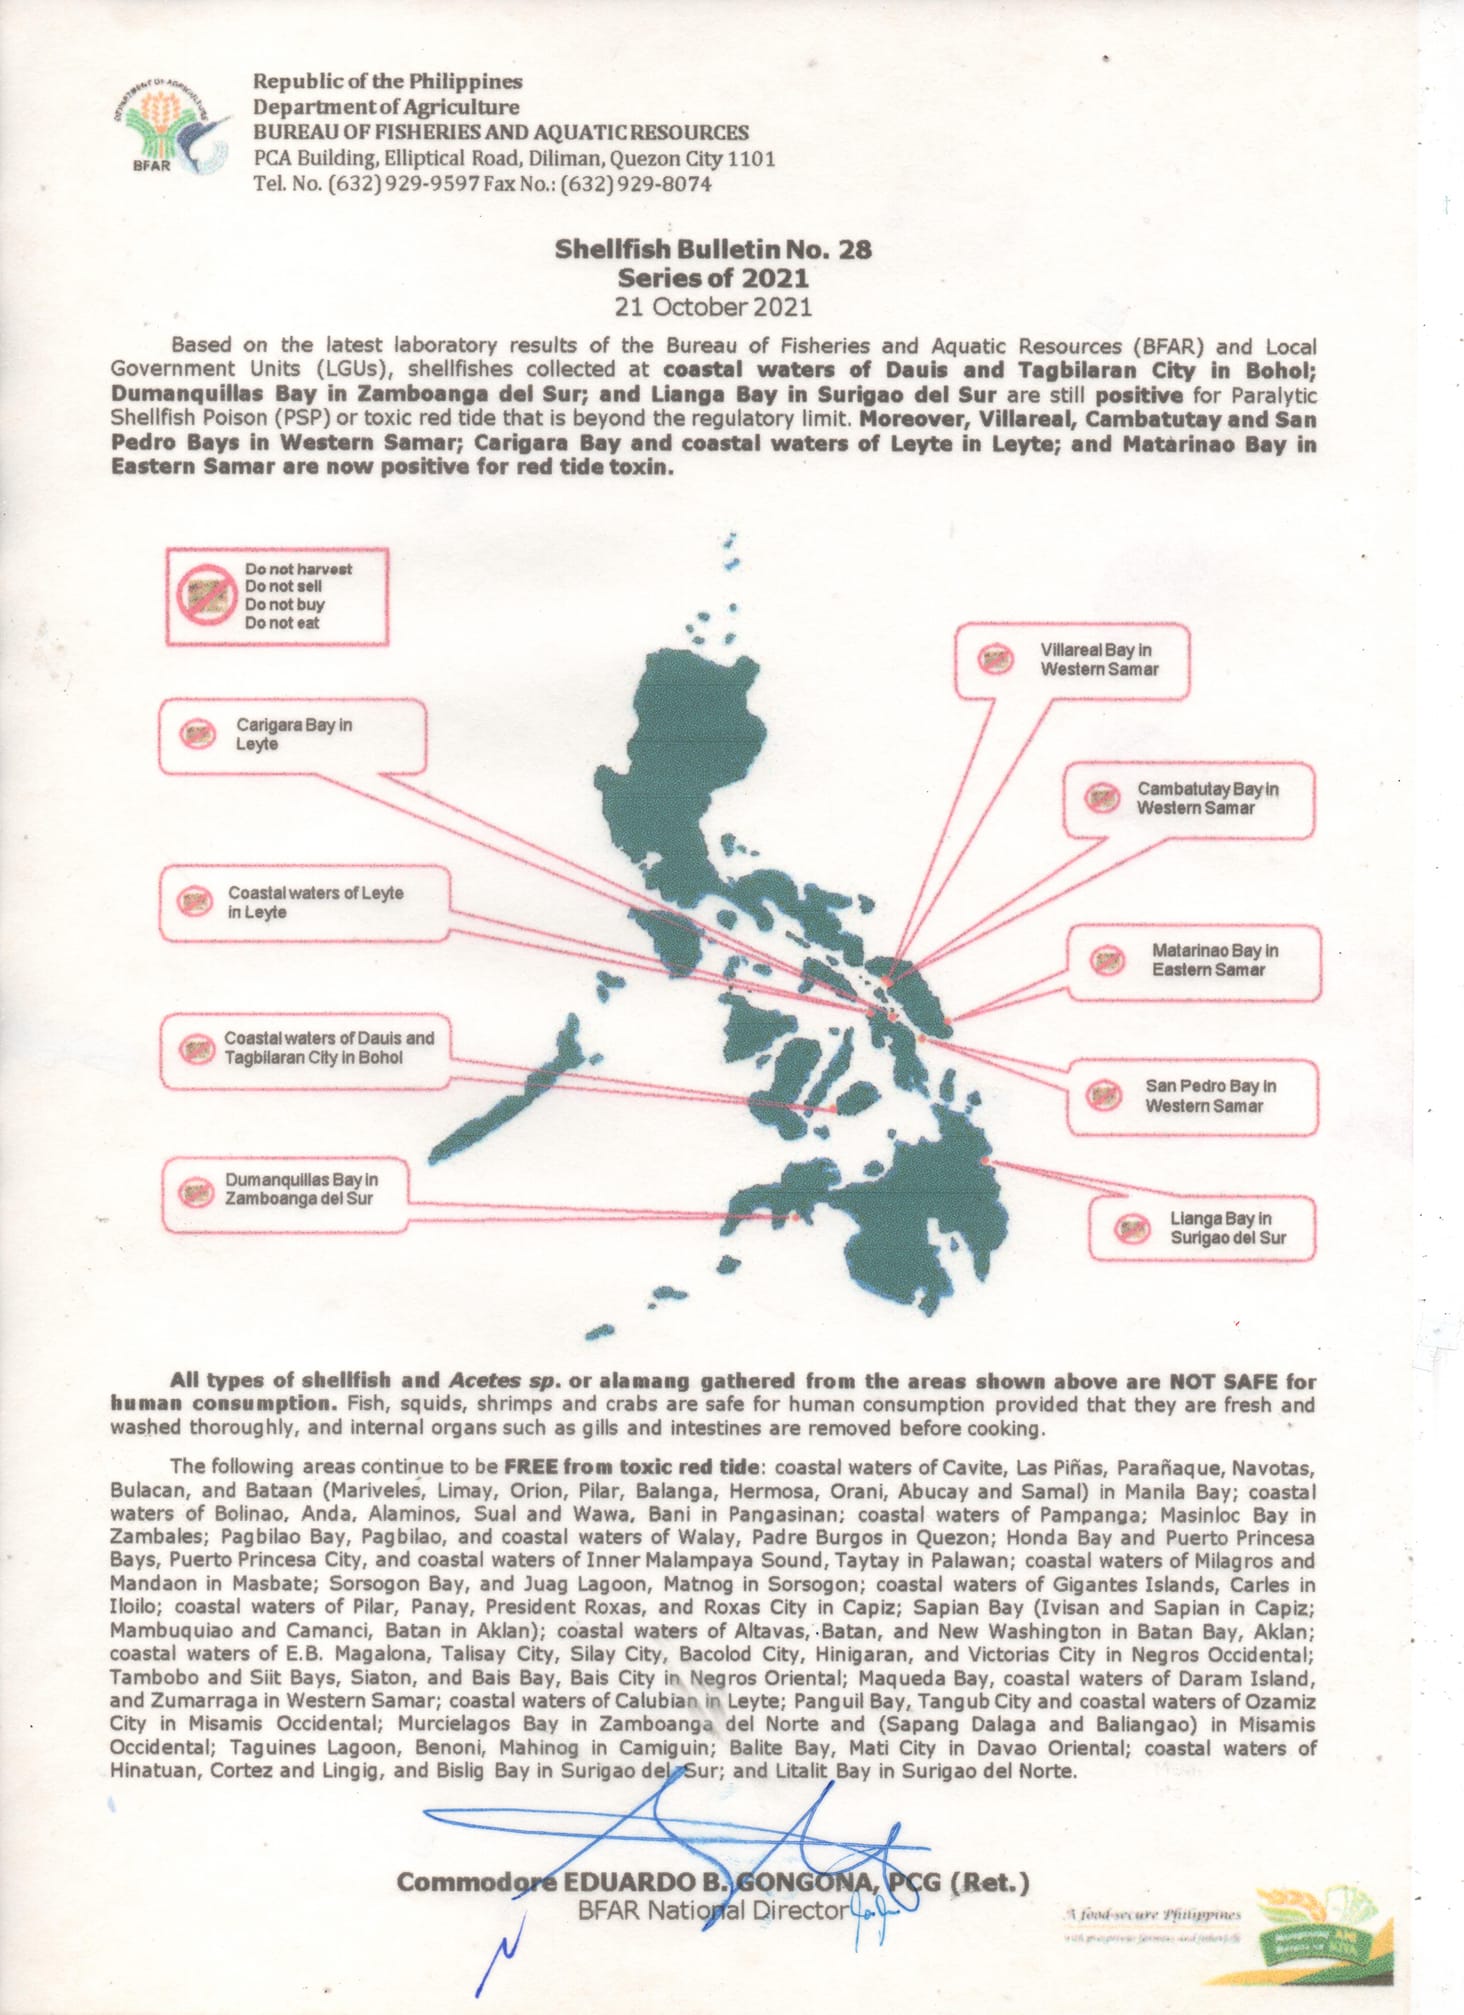 DEPARTMENT OF AGRICULTURE
BFAR
Republic of the Philippines
Department of Agriculture
BUREAU OF FISHERIES AND AQUATIC RESOURCES
PCA Building, Elliptical Road, Diliman, Quezon City 1101
Tel. No. (632) 929-9597 Fax No.: (632) 929-8074
Shellfish Bulletin No. 28
Series of 2021
21 October 2021
Based on the latest laboratory results of the Bureau of Fisheries and Aquatic Resources (BFAR) and Local
Government Units (LGUs), shellfishes collected at coastal waters of Dauis and Tagbilaran City in Bohol;
Dumanquillas Bay in Zamboanga del Sur; and Lianga Bay in Surigao del Sur are still positive for Paralytic
Shellfish Poison (PSP) or toxic red tide that is beyond the regulatory limit. Moreover, Villareal, Cambatutay and San
Pedro Bays in Western Samar; Carigara Bay and coastal waters of Leyte in Leyte; and Matarinao Bay in
Eastern Samar are now positive for red tide toxin.
Do not harvest
Do not sell
Do not buy
Do not eat
Villareal Bay in
Western Samar
Carigara Bay in
Leyte
Cambatutay Bay in
Western Samar
Coastal waters of Leyte
in Leyte
Matarinao Bay in
Eastern Samar
Coastal waters of Dauis and
Tagbilaran City in Bohol
San Pedro Bay in
Western Samar
Dumanquillas Bay in
Zamboanga del Sur
Lianga Bay in
Surigao del Sur
All types of shellfish and Acetes sp. or alamang gathered from the areas shown above are NOT SAFE for
human consumption. Fish, squids, shrimps and crabs are safe for human consumption provided that they are fresh and
washed thoroughly, and internal organs such as gills and intestines are removed before cooking.
The following areas continue to be FREE from toxic red tide: coastal waters of Cavite, Las Piñas, Parañaque, Navotas,
Bulacan, and Bataan (Mariveles, Limay, Orion, Pilar, Balanga, Hermosa, Orani, Abucay and Samal) in Manila Bay; coastal
waters of Bolinao, Anda, Alaminos, Sual and Wawa, Bani in Pangasinan; coastal waters of Pampanga; Masinloc Bay in
Zambales; Pagbilao Bay, Pagbilao, and coastal waters of Walay, Padre Burgos in Quezon; Honda Bay and Puerto Princesa
Bays, Puerto Princesa City, and coastal waters of Inner Malampaya Sound, Taytay in Palawan; coastal waters of Milagros and
Mandaon in Masbate; Sorsogon Bay, and Juag Lagoon, Matnog in Sorsogon; coastal waters of Gigantes Islands, Carles in
Iloilo; coastal waters of Pilar, Panay, President Roxas, and Roxas City in Capiz; Sapian Bay (Ivisan and Sapian in Capiz;
Mambuquiao and Camanci, Batan in Aklan); coastal waters of Altavas, Batan, and New Washington in Batan Bay, Aklan;
coastal waters of E.B. Magalona, Talisay City, Silay City, Bacolod City, Hinigaran, and Victorias City in Negros Occidental;
Tambobo and Siit Bays, Siaton, and Bais Bay, Bais City in Negros Oriental; Maqueda Bay, coastal waters of Daram Island,
and Zumarraga in Western Samar; coastal waters of Calubian in Leyte; Panguil Bay, Tangub City and coastal waters of Ozamiz
City in Misamis Occidental; Murcielagos Bay in Zamboanga del Norte and (Sapang Dalaga and Baliangao) in Misamis
Occidental; Taguines Lagoon, Benoni, Mahinog in Camiguin; Balite Bay, Mati City in Davao Oriental; coastal waters of
Hinatuan, Cortez and Lingig, and Bislig Bay in Surigao del Sur; and Litalit Bay in Surigao del Norte.
Commodore EDUARDO B. GONGONA, PCG (Ret.)
BFAR National Director
A food-secure Philippines
with prosperous farmers and fisherfolk